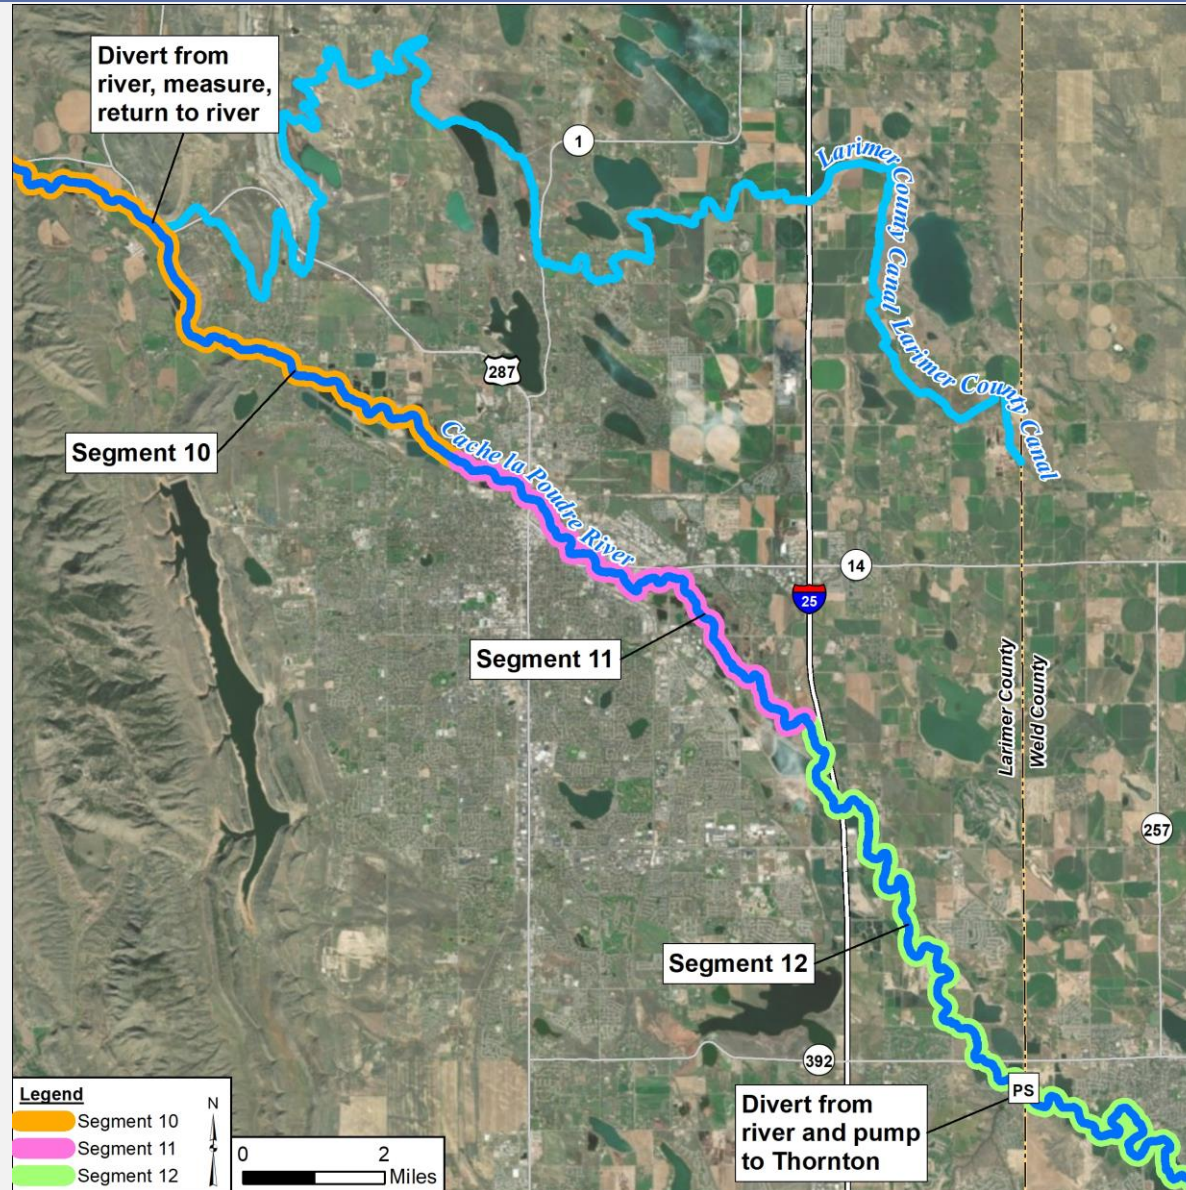 Divert from
river, measure,
return to river
1
Larimer County Canal
Larimer County Canal
287
Segment 10
Cache la Poudre River
14
25
Segment 11
Larimer County
Weld County
257
Segment 12
392
PS
Divert from
river and pump
to Thornton
Legend
Segment 10
Segment 11
Segment 12
N
0 2
Miles